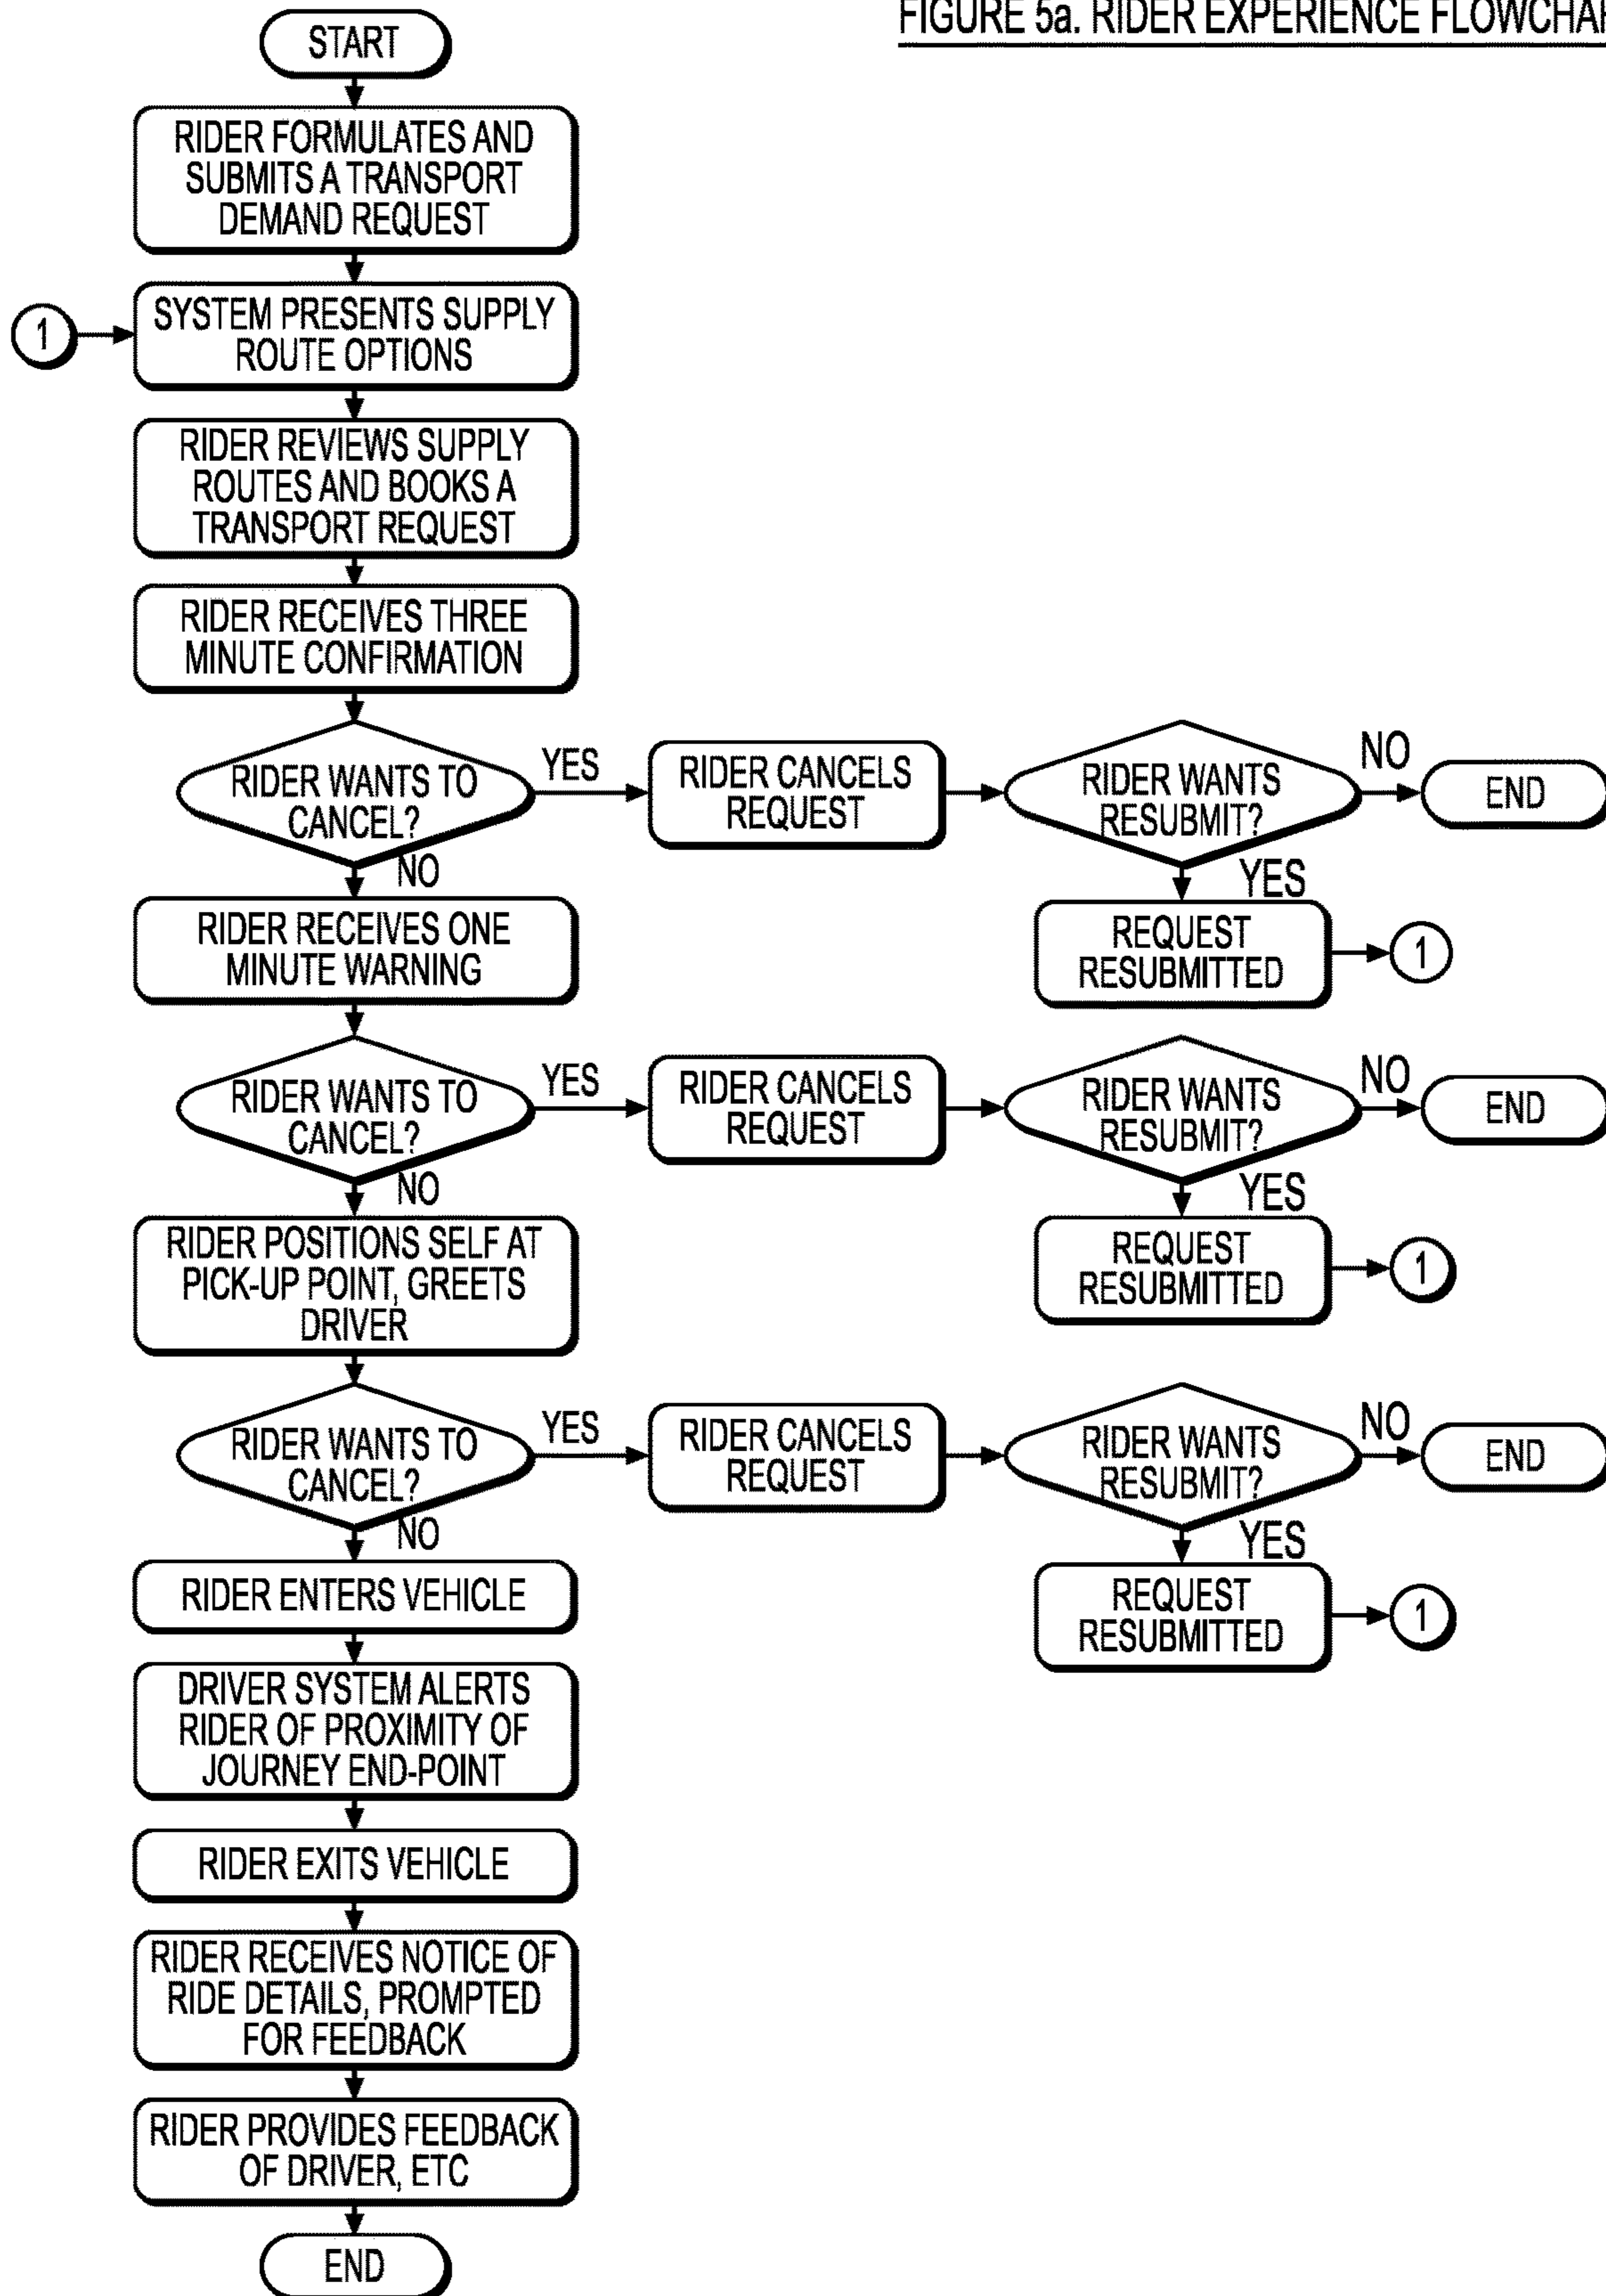 FIGURE 5a. RIDER EXPERIENCE FLOWCHAR
START
RIDER FORMULATES AND
SUBMITS A TRANSPORT
DEMAND REQUEST
1
SYSTEM PRESENTS SUPPLY
ROUTE OPTIONS
RIDER REVIEWS SUPPLY
ROUTES AND BOOKS A
TRANSPORT REQUEST
RIDER RECEIVES THREE
MINUTE CONFIRMATION
RIDER WANTS TO
CANCEL?
YES
RIDER CANCELS
REQUEST
RIDER WANTS
RESUBMIT?
NO
END
NO
YES
RIDER RECEIVES ONE
MINUTE WARNING
REQUEST
RESUBMITTED
1
RIDER WANTS TO
CANCEL?
YES
RIDER CANCELS
REQUEST
RIDER WANTS
RESUBMIT?
NO
END
NO
YES
RIDER POSITIONS SELF AT
PICK-UP POINT, GREETS
DRIVER
REQUEST
RESUBMITTED
1
RIDER WANTS TO
CANCEL?
YES
RIDER CANCELS
REQUEST
RIDER WANTS
RESUBMIT?
NO
END
NO
YES
RIDER ENTERS VEHICLE
REQUEST
RESUBMITTED
1
DRIVER SYSTEM ALERTS
RIDER OF PROXIMITY OF
JOURNEY END-POINT
RIDER EXITS VEHICLE
RIDER RECEIVES NOTICE OF
RIDE DETAILS, PROMPTED
FOR FEEDBACK
RIDER PROVIDES FEEDBACK
OF DRIVER, ETC
END